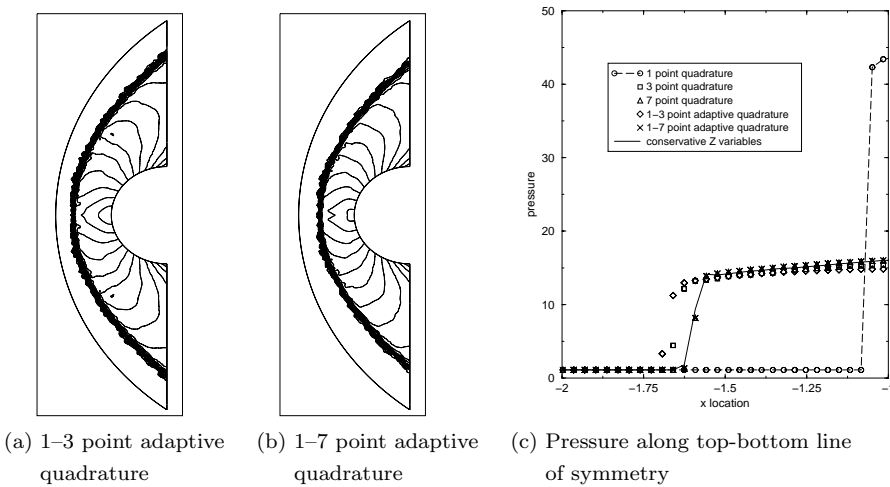 50
40
30
20
10
0
pressure
1 point quadrature
3 point quadrature
7 point quadrature
1−3 point adaptive quadrature
1−7 point adaptive quadrature
conservative Z variables
−2
−1.75
−1.5
−1.25
−1
x location
(a) 1–3 point adaptive
quadrature
(b) 1–7 point adaptive
quadrature
(c) Pressure along top-bottom line
of symmetry